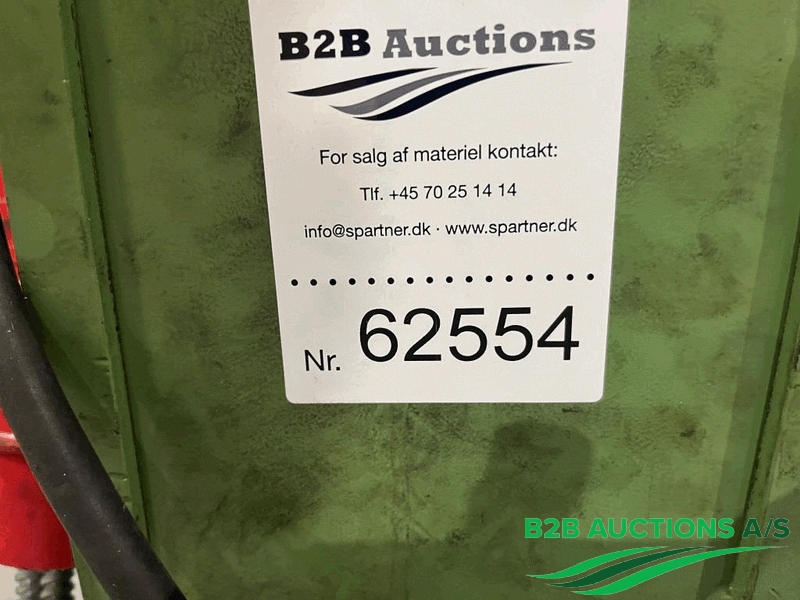 B2B Auctions
For salg af materiel kontakt:
Tlf. +45 70 25 14 14
info@spartner.dk · www.spartner.dk
Nr. 62554
B2B AUCTIONS A/S